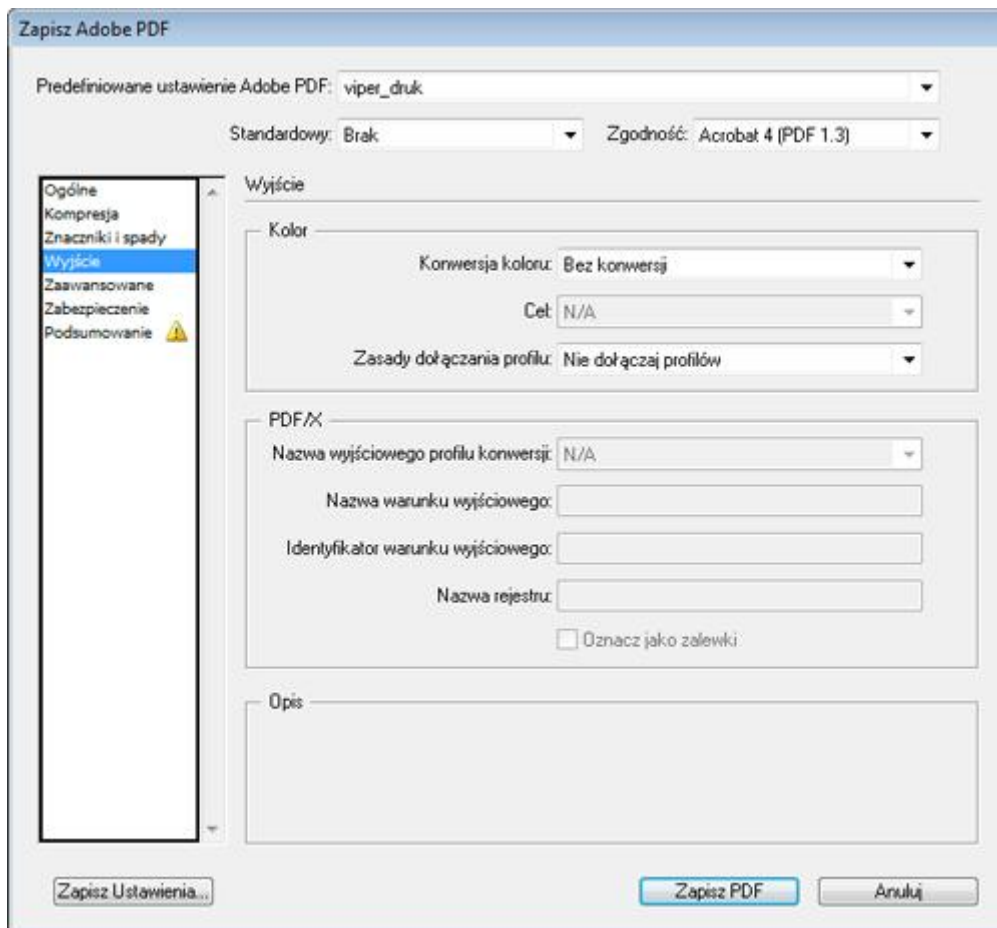 Zapisz Adobe PDF
Predefiniowane ustawienie Adobe PDF: viper_druk
Standardowy: Brak Zgodność: Acrobat 4 (PDF 1.3)
Ogólne
Kompresja
Znaczniki i spady
Wyjście
Zaawansowane
Zabezpieczenie
Podsumowanie
Wyjście
Kolor
Konwersja koloru: Bez konwersji
Cel: N/A
Zasady dołączania profilu: Nie dołączaj profilów
PDF/X
Nazwa wyjściowego profilu konwersji: N/A
Nazwa warunku wyjściowego:
Identyfikator warunku wyjściowego:
Nazwa rejestru:
Oznacz jako zalewki
Opis
Zapisz Ustawienia... Zapisz PDF Anuluj